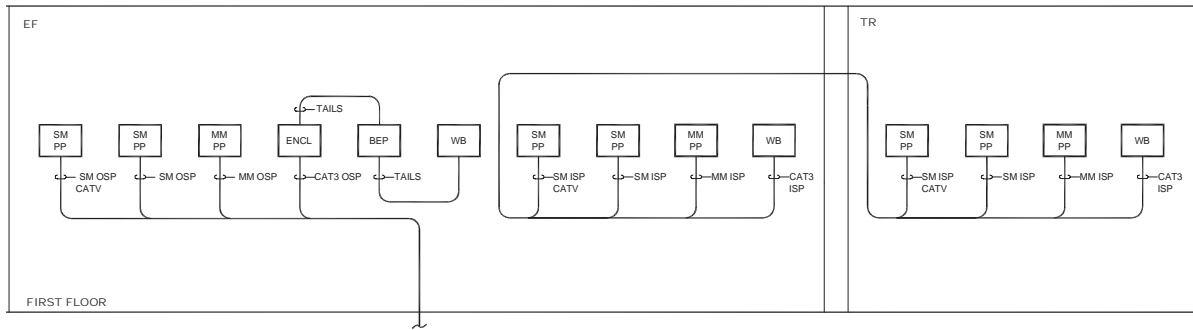 EF
TR
TAILS
SM
PP
SM
PP
MM
PP
ENCL
BEP
WB
SM
PP
SM
PP
MM
PP
WB
SM
PP
SM
PP
MM
PP
WB
SM OSP
CATV
SM OSP
MM OSP
CAT3 OSP
TAILS
SM ISP
CATV
SM ISP
MM ISP
CAT3
ISP
SM ISP
CATV
SM ISP
MM ISP
CAT3
ISP
FIRST FLOOR